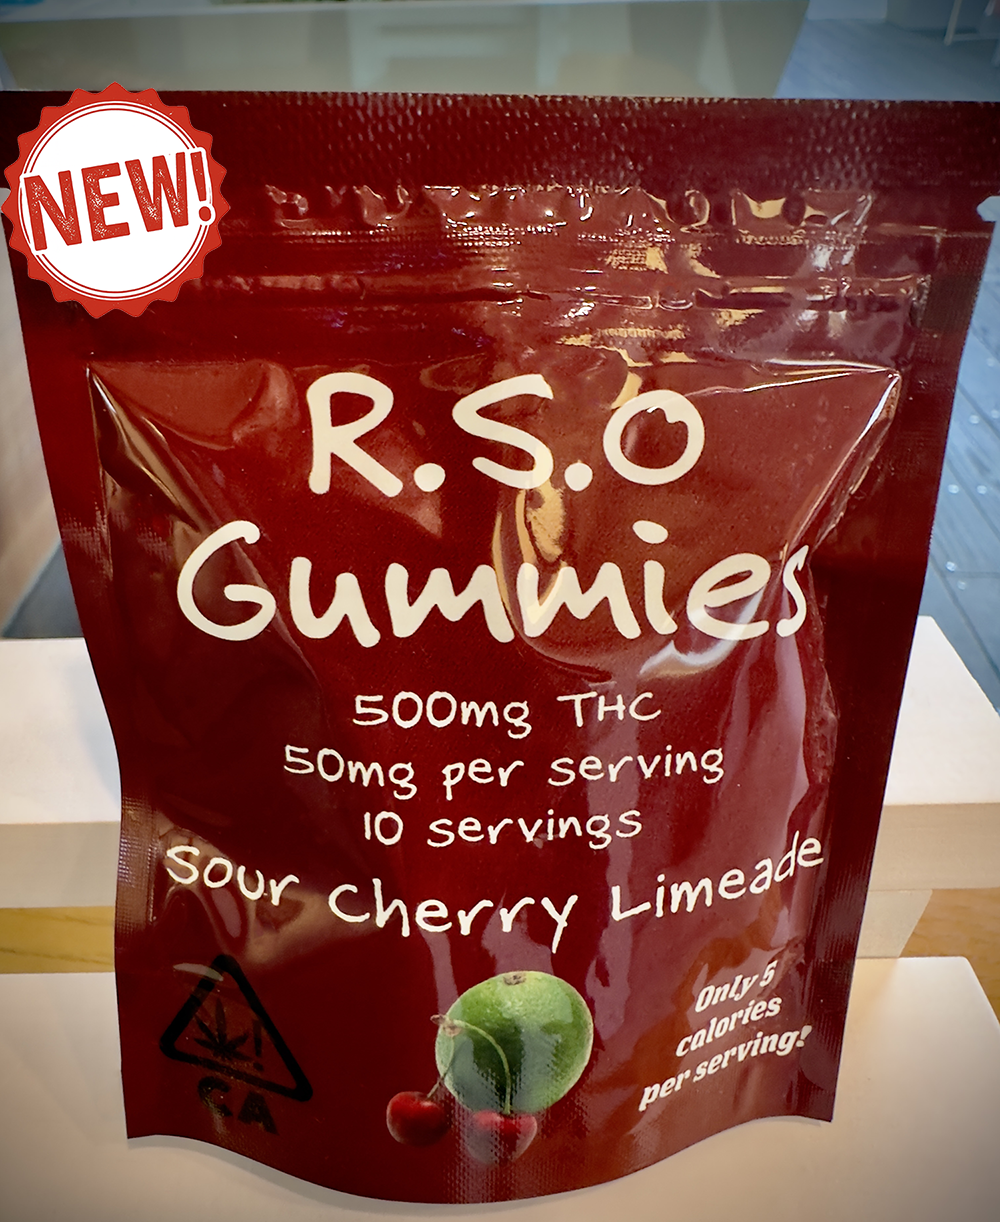 NEW!
R.S.O
Gummies
500mg THC
50mg per serving
10 servings
Sour Cherry Limeade
Only 5
calories
per serving!
!
CA